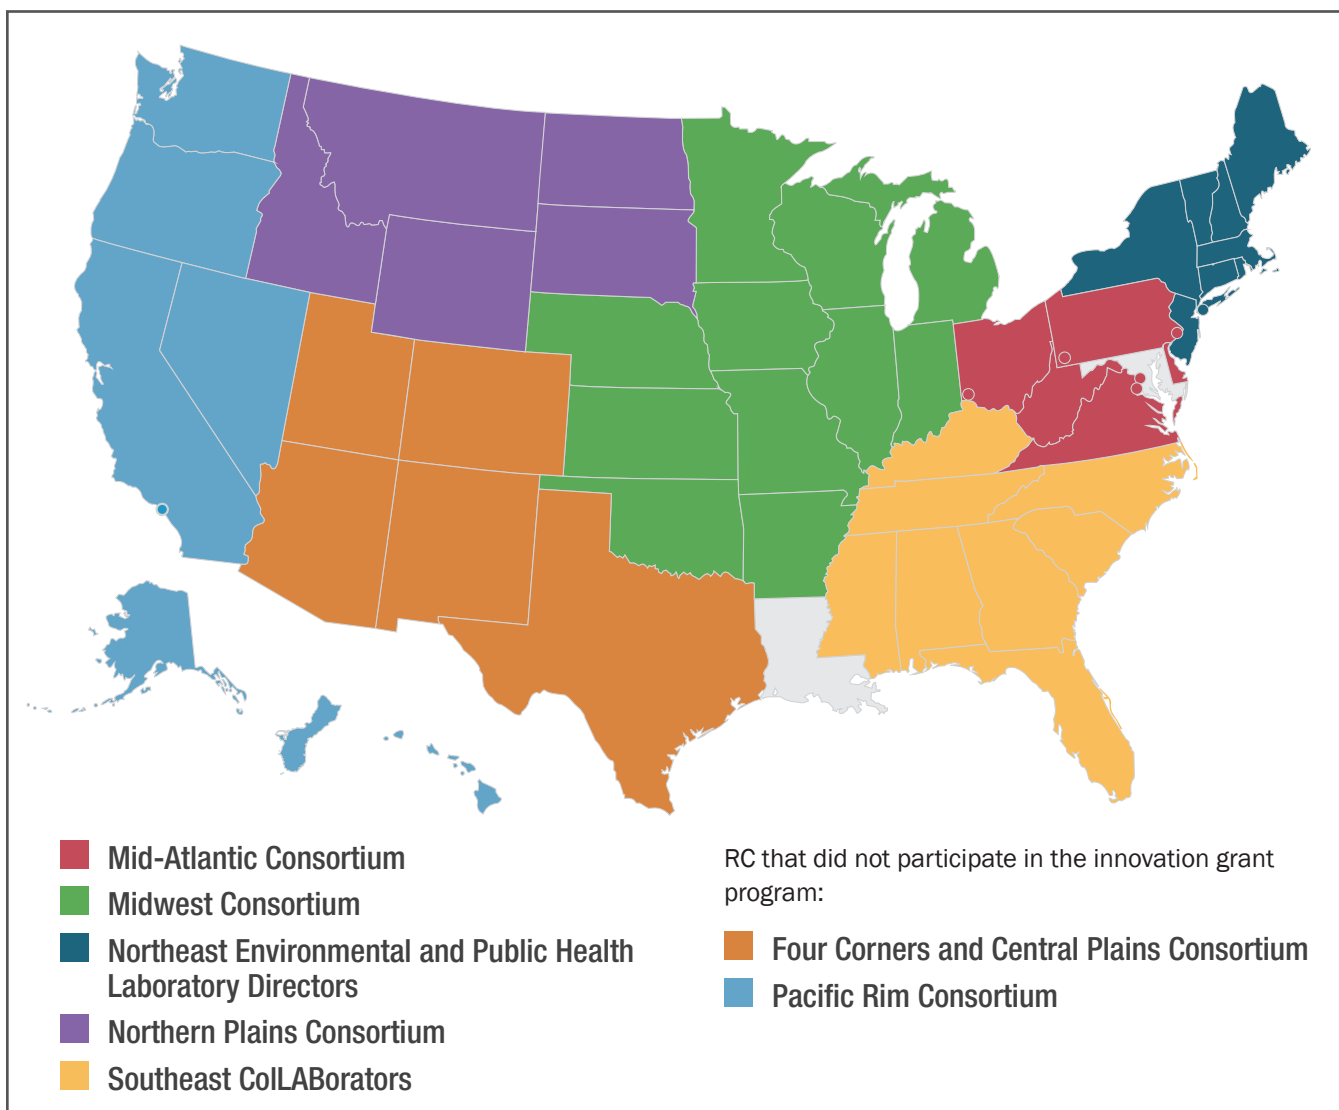 Mid-Atlantic Consortium
Midwest Consortium
Northeast Environmental and Public Health
Laboratory Directors
Northern Plains Consortium
Southeast ColLABorators
RC that did not participate in the innovation grant
program:
Four Corners and Central Plains Consortium
Pacific Rim Consortium